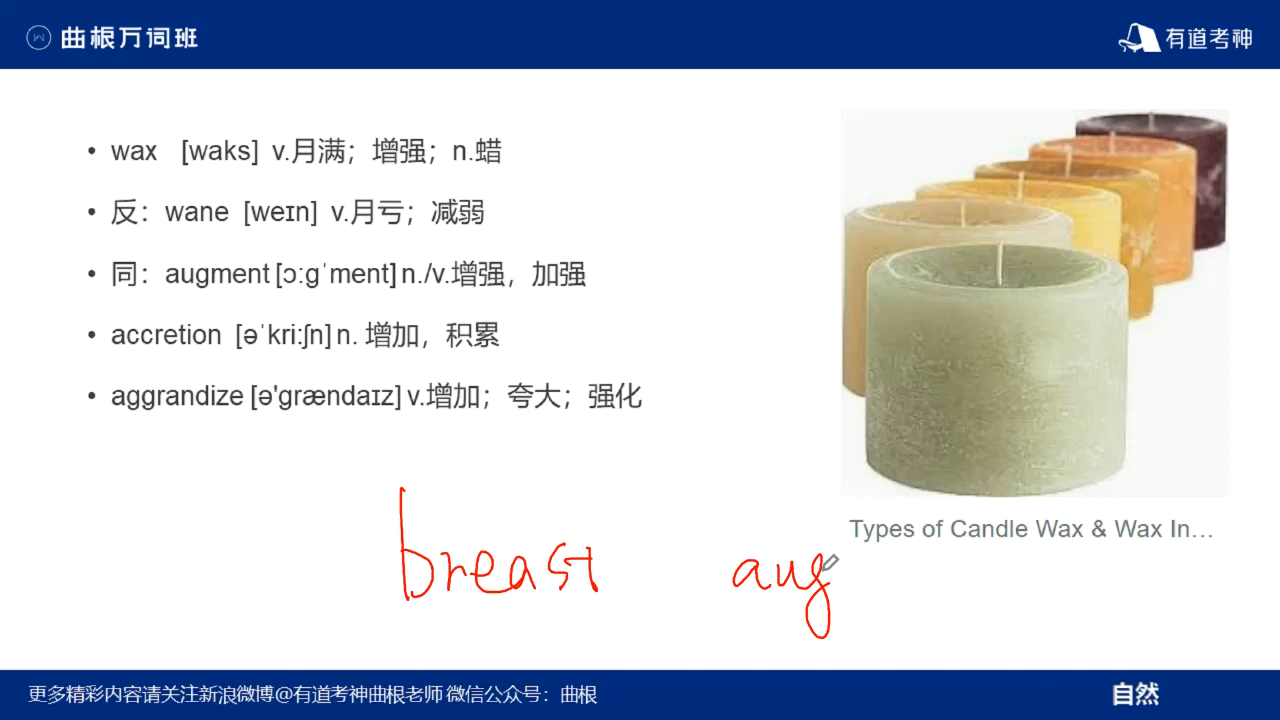 曲根万词班
有道考神
• wax [waks] v.月满；增强；n.蜡
• 反：wane [weɪn] v.月亏；减弱
• 同：augment [ɔːgˈment] n./v.增强，加强
• accretion [əˈkriːʃn] n. 增加，积累
• aggrandize [ə'grændaɪz] v.增加；夸大；强化
Types of Candle Wax & Wax In...
breast aug
更多精彩内容请关注新浪微博@有道考神曲根老师 微信公众号：曲根
自然